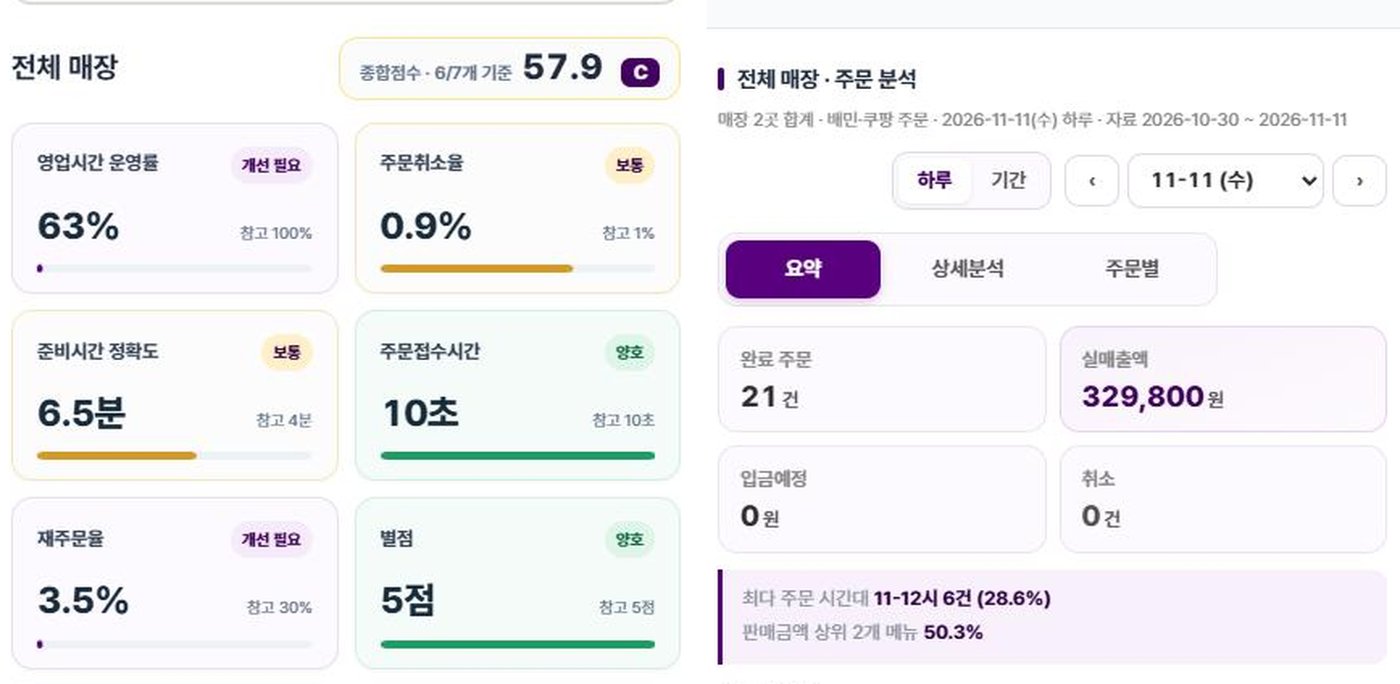 전체 매장
종합점수 · 6/7개 기준 57.9 C
영업시간 운영률 개선 필요
63% 참고 100%
주문취소율 보통
0.9% 참고 1%
준비시간 정확도 보통
6.5분 참고 4분
주문접수시간 양호
10초 참고 10초
재주문율 개선 필요
3.5% 참고 30%
별점 양호
5점 참고 5점
전체 매장 · 주문 분석
매장 2곳 합계 · 배민·쿠팡 주문 · 2026-11-11(수) 하루 · 자료 2026-10-30 ~ 2026-11-11
하루 기간 ‹ 11-11 (수) ›
요약 상세분석 주문별
완료 주문
21건
실매출액
329,800원
입금예정
0원
취소
0건
최다 주문 시간대 11-12시 6건 (28.6%)
판매금액 상위 2개 메뉴 50.3%